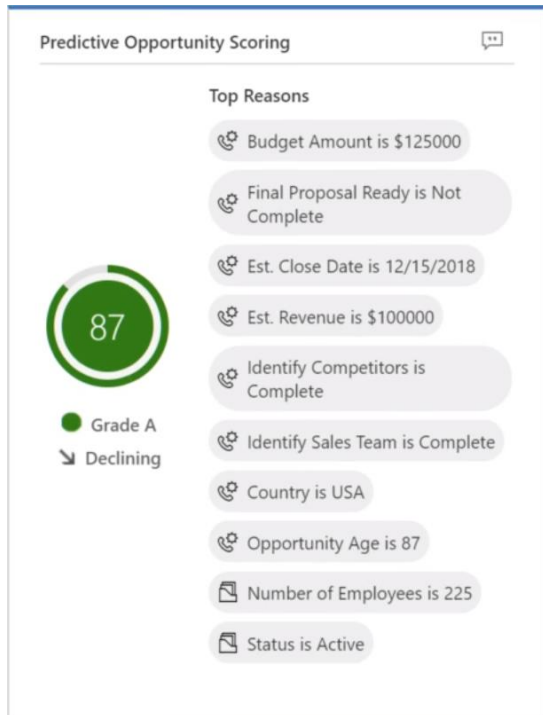 Predictive Opportunity Scoring
Top Reasons
Budget Amount is $125000
Final Proposal Ready is Not
Complete
Est. Close Date is 12/15/2018
Est. Revenue is $100000
Identify Competitors is
Complete
Identify Sales Team is Complete
Country is USA
Opportunity Age is 87
Number of Employees is 225
Status is Active
87
Grade A
Declining